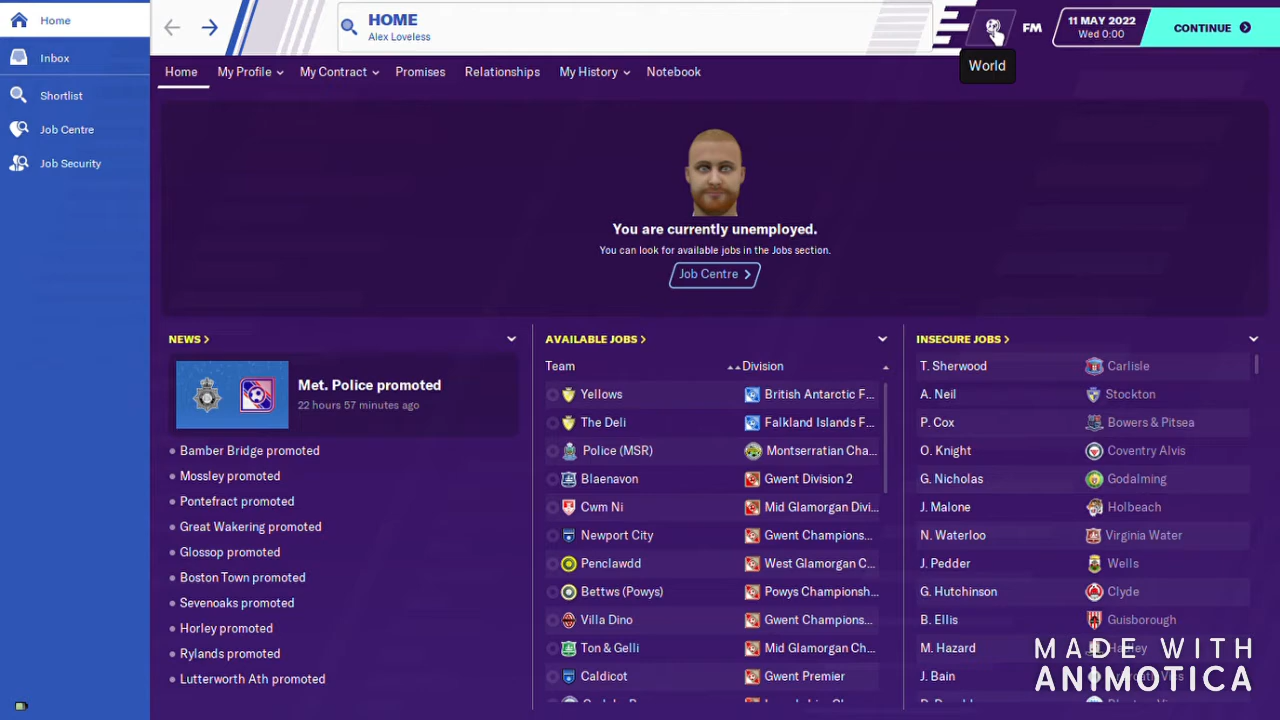 Home
Inbox
Shortlist
Job Centre
Job Security
HOME
Alex Loveless
FM
11 MAY 2022
Wed 0:00
CONTINUE
World
Home
My Profile
My Contract
Promises
Relationships
My History
Notebook
You are currently unemployed.
You can look for available jobs in the Jobs section.
Job Centre
NEWS
Met. Police promoted
22 hours 57 minutes ago
Bamber Bridge promoted
Mossley promoted
Pontefract promoted
Great Wakering promoted
Glossop promoted
Boston Town promoted
Sevenoaks promoted
Horley promoted
Rylands promoted
Lutterworth Ath promoted
AVAILABLE JOBS
Team Division
Yellows British Antarctic F...
The Deli Falkland Islands F...
Police (MSR) Montserratian Cha...
Blaenavon Gwent Division 2
Cwm Ni Mid Glamorgan Divi...
Newport City Gwent Champions...
Penclawdd West Glamorgan C...
Bettws (Powys) Powys Championsh...
Villa Dino Gwent Champions...
Ton & Gelli Mid Glamorgan Ch...
Caldicot Gwent Premier
INSECURE JOBS
T. Sherwood Carlisle
A. Neil Stockton
P. Cox Bowers & Pitsea
O. Knight Coventry Alvis
G. Nicholas Godalming
J. Malone Holbeach
N. Waterloo Virginia Water
J. Pedder Wells
G. Hutchinson Clyde
B. Ellis Guisborough
M. Hazard
J. Bain
MADE WITH
ANIMOTICA